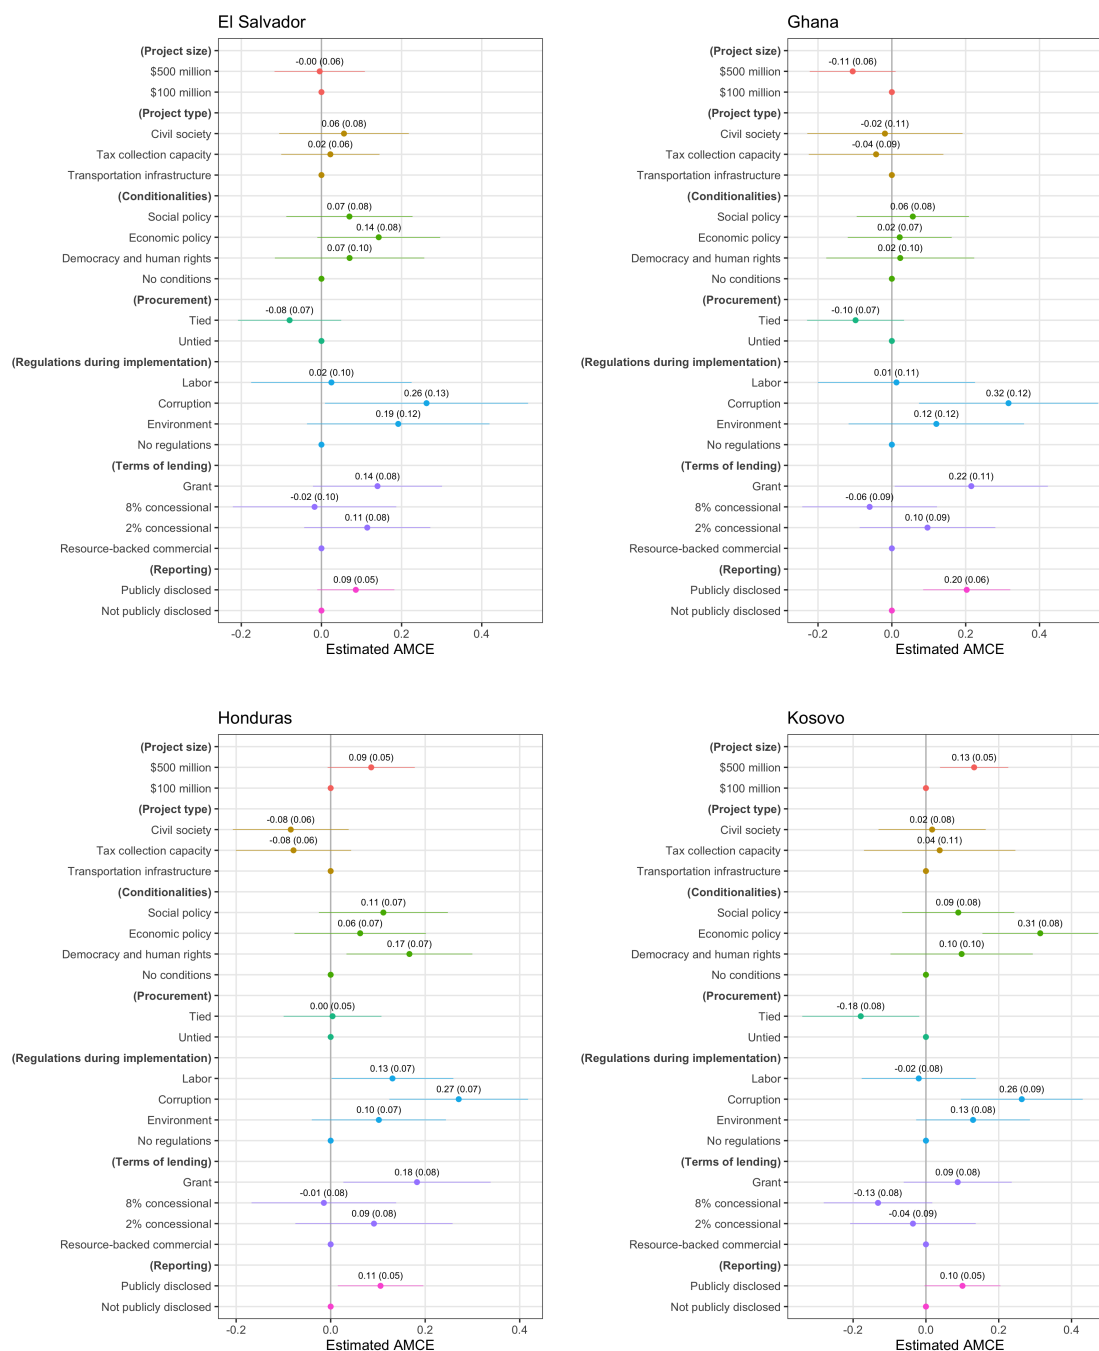 El Salvador
(Project size)
-0.00 (0.06)
$500 million
$100 million
(Project type)
0.06 (0.08)
Civil society
0.02 (0.06)
Tax collection capacity
Transportation infrastructure
(Conditionalities)
0.07 (0.08)
Social policy
0.14 (0.08)
Economic policy
0.07 (0.10)
Democracy and human rights
No conditions
(Procurement)
-0.08 (0.07)
Tied
Untied
(Regulations during implementation)
0.02 (0.10)
Labor
0.26 (0.13)
Corruption
0.19 (0.12)
Environment
No regulations
(Terms of lending)
0.14 (0.08)
Grant
-0.02 (0.10)
8% concessional
0.11 (0.08)
2% concessional
Resource-backed commercial
(Reporting)
0.09 (0.05)
Publicly disclosed
Not publicly disclosed
-0.2 0.0 0.2 0.4
Estimated AMCE
Ghana
(Project size)
-0.11 (0.06)
$500 million
$100 million
(Project type)
-0.02 (0.11)
Civil society
-0.04 (0.09)
Tax collection capacity
Transportation infrastructure
(Conditionalities)
0.06 (0.08)
Social policy
0.02 (0.07)
Economic policy
0.02 (0.10)
Democracy and human rights
No conditions
(Procurement)
-0.10 (0.07)
Tied
Untied
(Regulations during implementation)
0.01 (0.11)
Labor
0.32 (0.12)
Corruption
0.12 (0.12)
Environment
No regulations
(Terms of lending)
0.22 (0.11)
Grant
-0.06 (0.09)
8% concessional
0.10 (0.09)
2% concessional
Resource-backed commercial
(Reporting)
0.20 (0.06)
Publicly disclosed
Not publicly disclosed
-0.2 0.0 0.2 0.4
Estimated AMCE
Honduras
(Project size)
0.09 (0.05)
$500 million
$100 million
(Project type)
-0.08 (0.06)
Civil society
-0.08 (0.06)
Tax collection capacity
Transportation infrastructure
(Conditionalities)
0.11 (0.07)
Social policy
0.06 (0.07)
Economic policy
0.17 (0.07)
Democracy and human rights
No conditions
(Procurement)
0.00 (0.05)
Tied
Untied
(Regulations during implementation)
0.13 (0.07)
Labor
0.27 (0.07)
Corruption
0.10 (0.07)
Environment
No regulations
(Terms of lending)
0.18 (0.08)
Grant
-0.01 (0.08)
8% concessional
0.09 (0.08)
2% concessional
Resource-backed commercial
(Reporting)
0.11 (0.05)
Publicly disclosed
Not publicly disclosed
-0.2 0.0 0.2 0.4
Estimated AMCE
Kosovo
(Project size)
0.13 (0.05)
$500 million
$100 million
(Project type)
0.02 (0.08)
Civil society
0.04 (0.11)
Tax collection capacity
Transportation infrastructure
(Conditionalities)
0.09 (0.08)
Social policy
0.31 (0.08)
Economic policy
0.10 (0.10)
Democracy and human rights
No conditions
(Procurement)
-0.18 (0.08)
Tied
Untied
(Regulations during implementation)
-0.02 (0.08)
Labor
0.26 (0.09)
Corruption
0.13 (0.08)
Environment
No regulations
(Terms of lending)
0.09 (0.08)
Grant
-0.13 (0.08)
8% concessional
-0.04 (0.09)
2% concessional
Resource-backed commercial
(Reporting)
0.10 (0.05)
Publicly disclosed
Not publicly disclosed
-0.2 0.0 0.2 0.4
Estimated AMCE